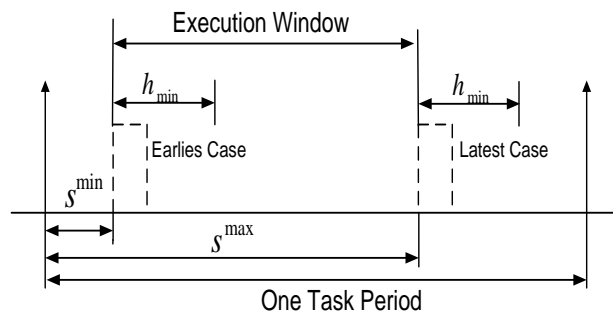 Execution Window
h_min h_min
Earlies Case Latest Case
s^min
s^max
One Task Period